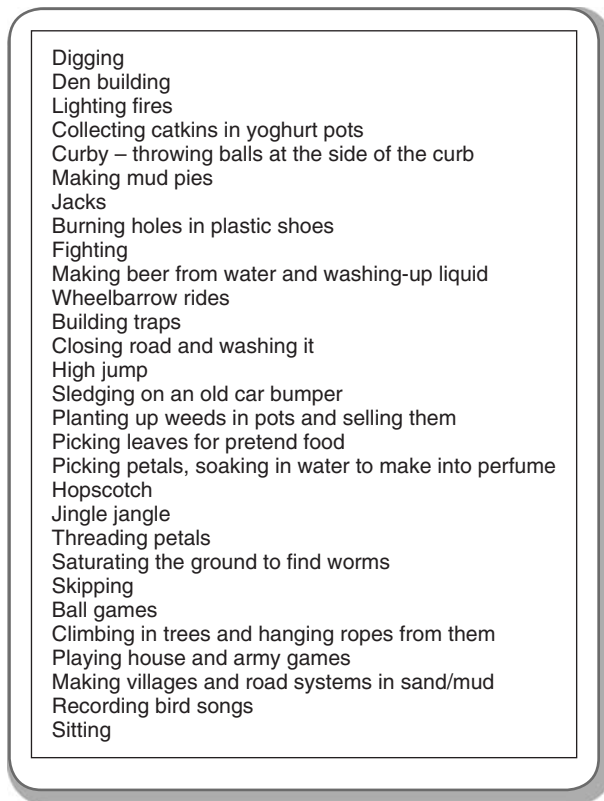 Digging
Den building
Lighting fires
Collecting catkins in yoghurt pots
Curby – throwing balls at the side of the curb
Making mud pies
Jacks
Burning holes in plastic shoes
Fighting
Making beer from water and washing-up liquid
Wheelbarrow rides
Building traps
Closing road and washing it
High jump
Sledging on an old car bumper
Planting up weeds in pots and selling them
Picking leaves for pretend food
Picking petals, soaking in water to make into perfume
Hopscotch
Jingle jangle
Threading petals
Saturating the ground to find worms
Skipping
Ball games
Climbing in trees and hanging ropes from them
Playing house and army games
Making villages and road systems in sand/mud
Recording bird songs
Sitting